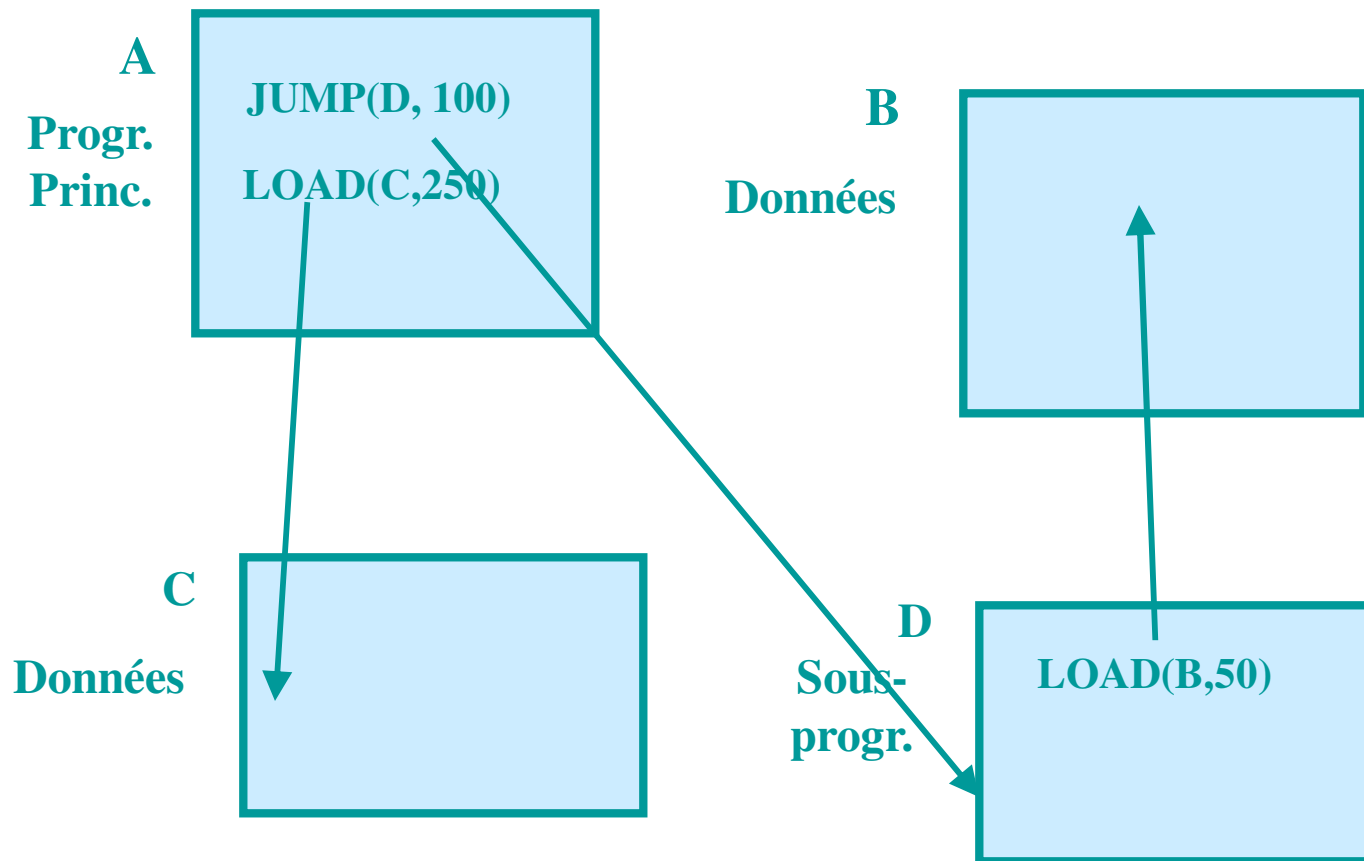 A
Progr.
Princ.
JUMP(D, 100)
LOAD(C,250)
B
Données
C
Données
D
Sous-
progr.
LOAD(B,50)